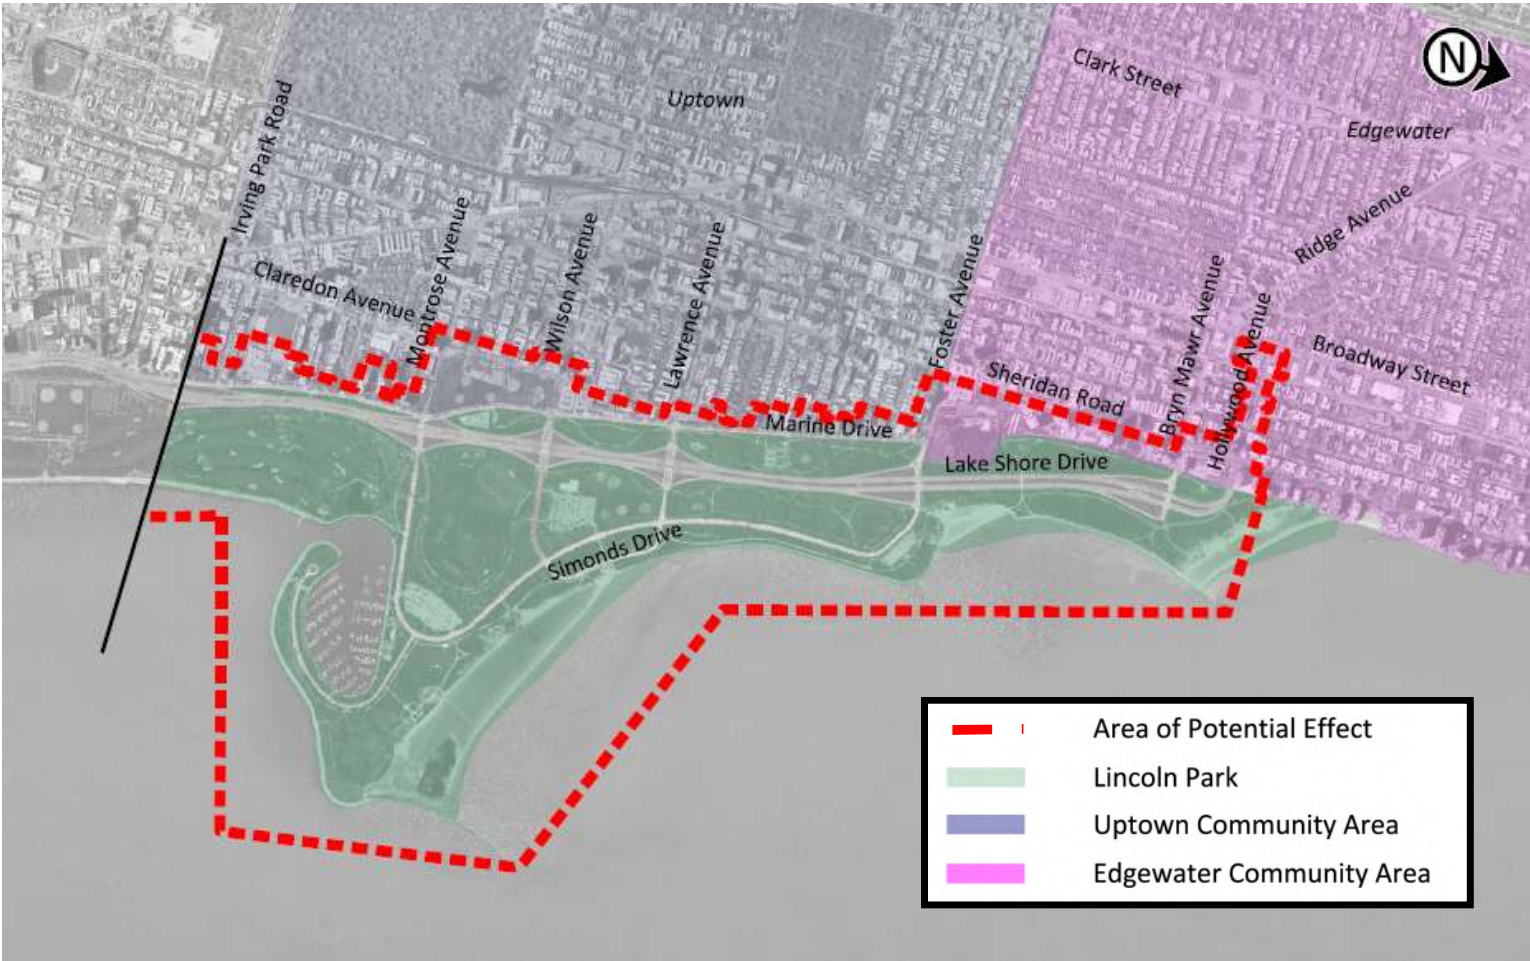 N
Clark Street
Edgewater
Uptown
Irving Park Road
Ridge Avenue
Montrose Avenue
Wilson Avenue
Lawrence Avenue
Foster Avenue
Bryn Mawr Avenue
Hollywood Avenue
Claredon Avenue
Broadway Street
Sheridan Road
Marine Drive
Lake Shore Drive
Simonds Drive
Area of Potential Effect
Lincoln Park
Uptown Community Area
Edgewater Community Area